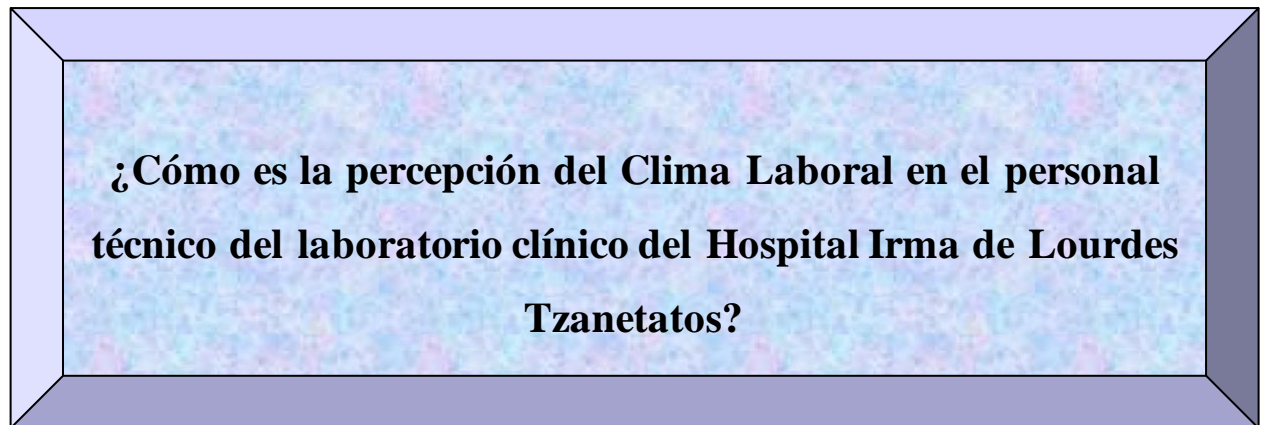 ¿Cómo es la percepción del Clima Laboral en el personal
técnico del laboratorio clínico del Hospital Irma de Lourdes
Tzanetatos?